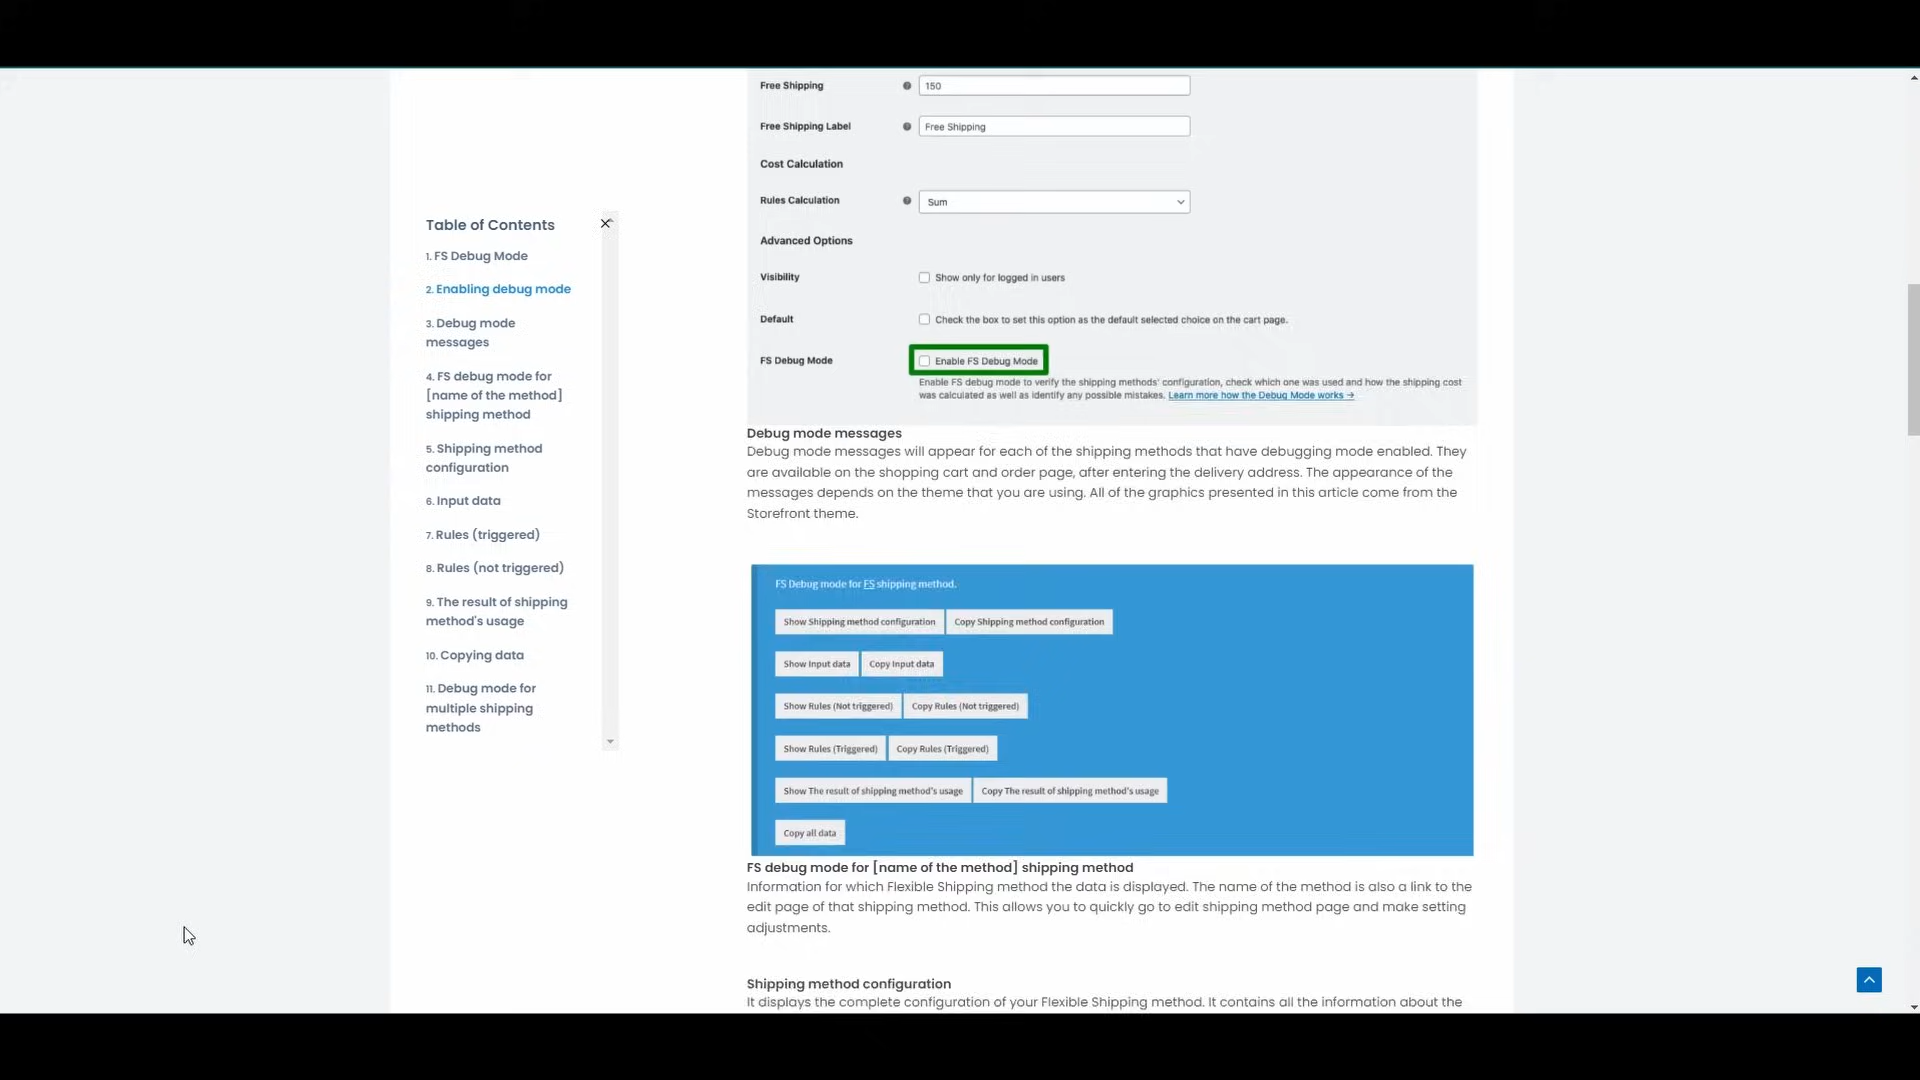 Table of Contents
1. FS Debug Mode
2. Enabling debug mode
3. Debug mode
messages
4. FS debug mode for
[name of the method]
shipping method
5. Shipping method
configuration
6. Input data
7. Rules (triggered)
8. Rules (not triggered)
9. The result of shipping
method's usage
10. Copying data
11. Debug mode for
multiple shipping
methods
Free Shipping 150
Free Shipping Label Free Shipping
Cost Calculation
Rules Calculation Sum
Advanced Options
Visibility Show only for logged in users
Default Check the box to set this option as the default selected choice on the cart page.
FS Debug Mode Enable FS Debug Mode
Enable FS debug mode to verify the shipping methods' configuration, check which one was used and how the shipping cost
was calculated as well as identify any possible mistakes. Learn more how the Debug Mode works →
Debug mode messages
Debug mode messages will appear for each of the shipping methods that have debugging mode enabled. They
are available on the shopping cart and order page, after entering the delivery address. The appearance of the
messages depends on the theme that you are using. All of the graphics presented in this article come from the
Storefront theme.
FS Debug mode for FS shipping method.
Show Shipping method configuration Copy Shipping method configuration
Show Input data Copy Input data
Show Rules (Not triggered) Copy Rules (Not triggered)
Show Rules (Triggered) Copy Rules (Triggered)
Show The result of shipping method's usage Copy The result of shipping method's usage
Copy all data
FS debug mode for [name of the method] shipping method
Information for which Flexible Shipping method the data is displayed. The name of the method is also a link to the
edit page of that shipping method. This allows you to quickly go to edit shipping method page and make setting
adjustments.
Shipping method configuration
It displays the complete configuration of your Flexible Shipping method. It contains all the information about the